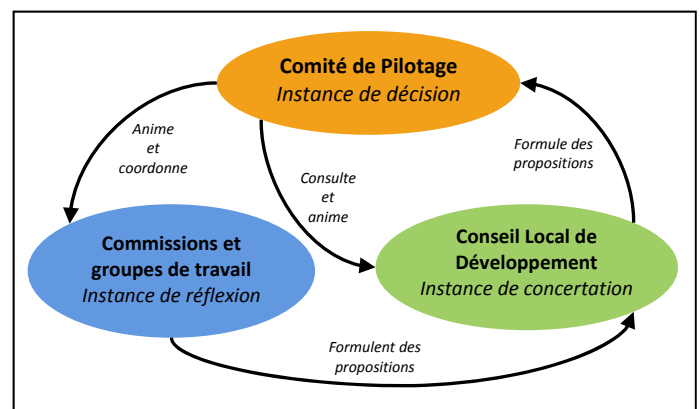 Comité de Pilotage
Instance de décision
Anime
et
coordonne
Consulte
et
anime
Formule des
propositions
Commissions et
groupes de travail
Instance de réflexion
Conseil Local de
Développement
Instance de concertation
Formulent des
propositions